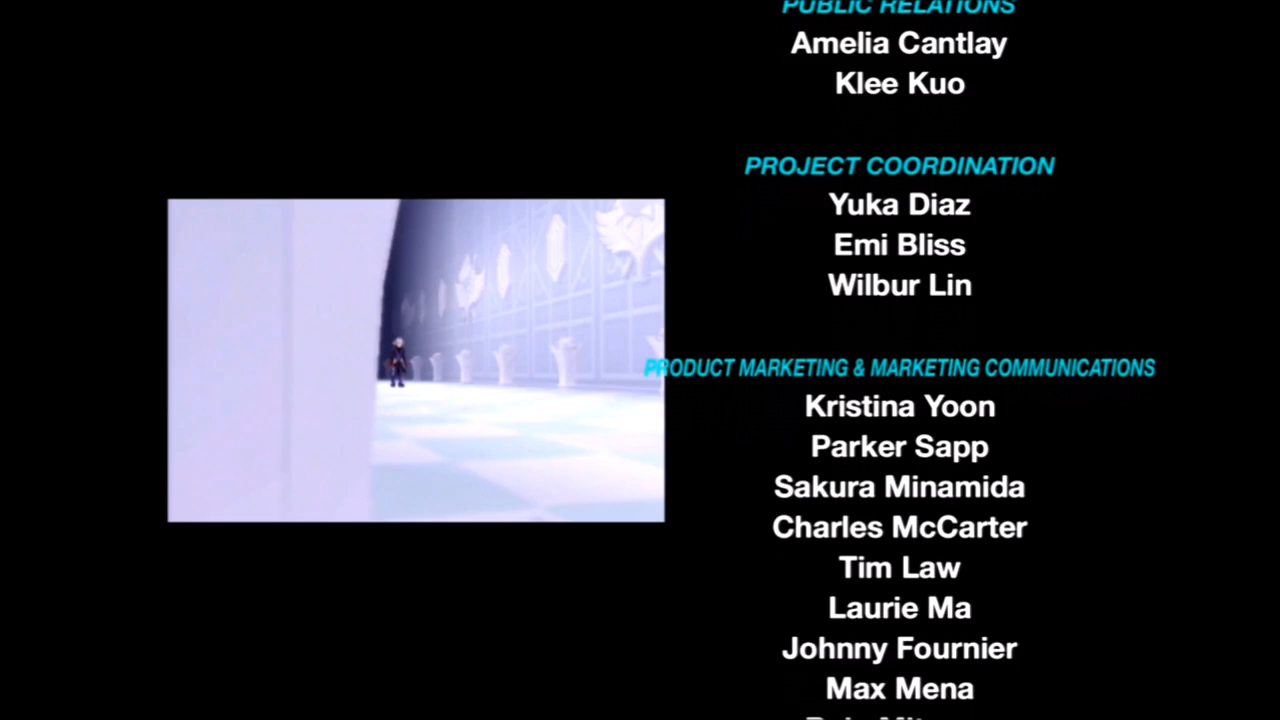 PUBLIC RELATIONS
Amelia Cantlay
Klee Kuo
PROJECT COORDINATION
Yuka Diaz
Emi Bliss
Wilbur Lin
PRODUCT MARKETING & MARKETING COMMUNICATIONS
Kristina Yoon
Parker Sapp
Sakura Minamida
Charles McCarter
Tim Law
Laurie Ma
Johnny Fournier
Max Mena